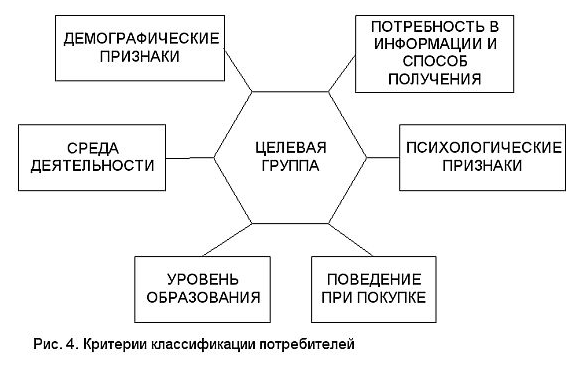 ДЕМОГРАФИЧЕСКИЕ
ПРИЗНАКИ
ПОТРЕБНОСТЬ В
ИНФОРМАЦИИ И
СПОСОБ
ПОЛУЧЕНИЯ
СРЕДА
ДЕЯТЕЛЬНОСТИ
ЦЕЛЕВАЯ
ГРУППА
ПСИХОЛОГИЧЕСКИЕ
ПРИЗНАКИ
УРОВЕНЬ
ОБРАЗОВАНИЯ
ПОВЕДЕНИЕ
ПРИ ПОКУПКЕ
Рис. 4. Критерии классификации потребителей